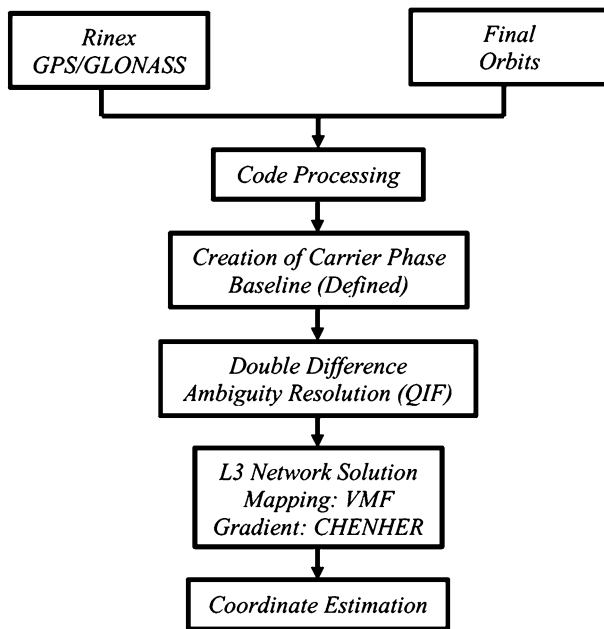 Rinex
GPS/GLONASS
Final
Orbits
Code Processing
Creation of Carrier Phase
Baseline (Defined)
Double Difference
Ambiguity Resolution (QIF)
L3 Network Solution
Mapping: VMF
Gradient: CHENHER
Coordinate Estimation